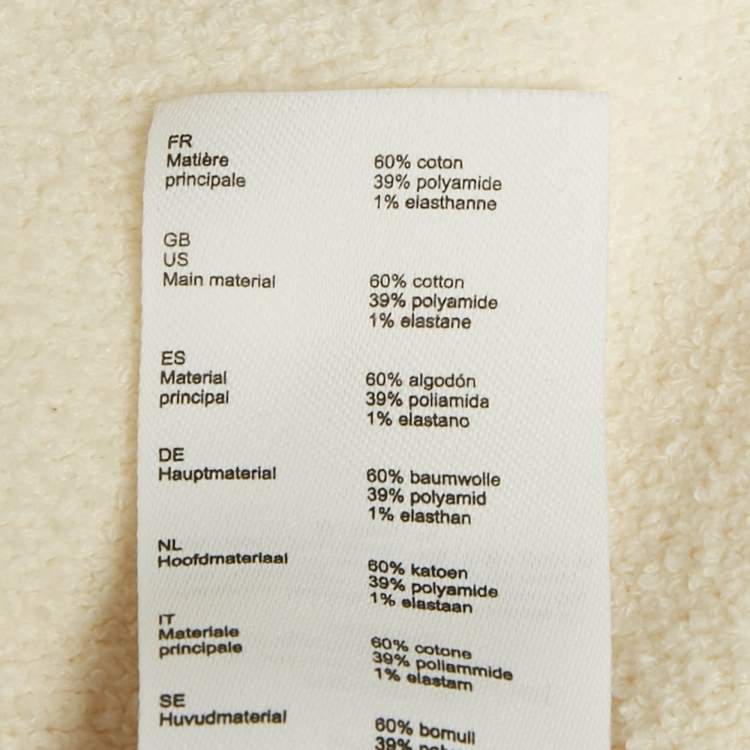 FR
Matière 60% coton
principale 39% polyamide
1% elasthanne
GB
US
Main material 60% cotton
39% polyamide
1% elastane
ES
Material 60% algodón
principal 39% poliamida
1% elastano
DE
Hauptmaterial 60% baumwolle
39% polyamid
1% elasthan
NL
Hoofdmateriaal 60% katoen
39% polyamide
1% elastaan
IT
Materiale 60% cotone
principale 39% poliammide
1% elastam
SE
Huvudmaterial 60% bomull
39%